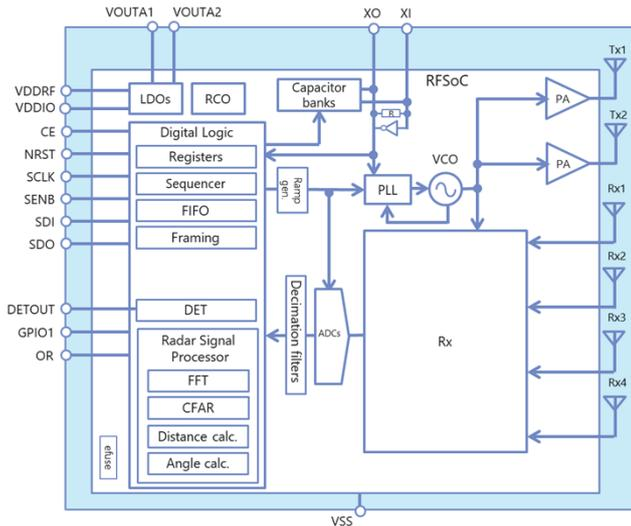 VOUTA1
VOUTA2
XO
XI
Tx1
VDDRF
VDDIO
LDOs
RCO
Capacitor
banks
RFSoC
R
PA
CE
Digital Logic
Tx2
NRST
Registers
VCO
PA
SCLK
Sequencer
Ramp
gen.
PLL
SENB
FIFO
Rx1
SDI
Framing
SDO
Rx2
DETOUT
DET
Decimation filters
ADCs
Rx
GPIO1
Rx3
OR
Radar Signal
Processor
FFT
Rx4
CFAR
Distance calc.
efuse
Angle calc.
VSS